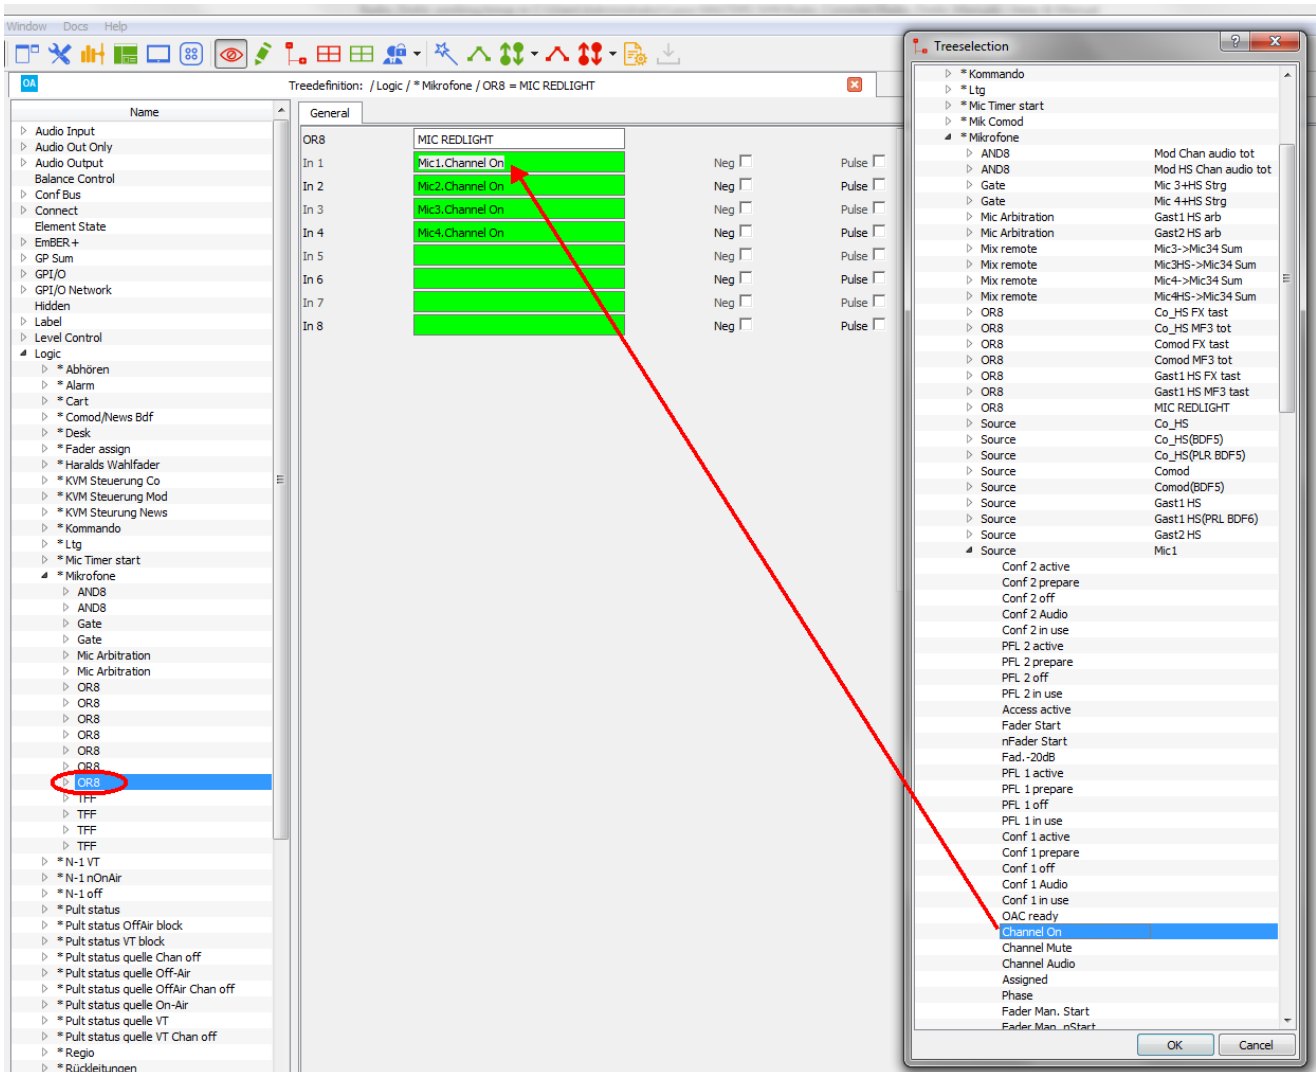 Window Docs Help
OA
Treedefinition: / Logic / * Mikrofone / OR8 = MIC REDLIGHT
Name
Audio Input
Audio Out Only
Audio Output
Balance Control
Conf Bus
Connect
Element State
EmBER+
GP Sum
GPI/O
GPI/O Network
Hidden
Label
Level Control
Logic
* Abhören
* Alarm
* Cart
* Comod/News Bdf
* Desk
* Fader assign
* Haralds Wahlfader
* KVM Steuerung Co
* KVM Steuerung Mod
* KVM Steurung News
* Kommando
* Ltg
* Mic Timer start
* Mikrofone
AND8
AND8
Gate
Gate
Mic Arbitration
Mic Arbitration
OR8
OR8
OR8
OR8
OR8
OR8
OR8
TFF
TFF
TFF
TFF
* N-1 VT
* N-1 nOnAir
* N-1 off
* Pult status
* Pult status OffAir block
* Pult status VT block
* Pult status quelle Chan off
* Pult status quelle Off-Air
* Pult status quelle OffAir Chan off
* Pult status quelle On-Air
* Pult status quelle VT
* Pult status quelle VT Chan off
* Regio
* Rückleitungen
General
OR8 MIC REDLIGHT
In 1 Mic1.Channel On Neg Pulse
In 2 Mic2.Channel On Neg Pulse
In 3 Mic3.Channel On Neg Pulse
In 4 Mic4.Channel On Neg Pulse
In 5 Neg Pulse
In 6 Neg Pulse
In 7 Neg Pulse
In 8 Neg Pulse
Treeselection
* Kommando
* Ltg
* Mic Timer start
* Mik Comod
* Mikrofone
AND8 Mod Chan audio tot
AND8 Mod HS Chan audio tot
Gate Mic 3+HS Strg
Gate Mic 4+HS Strg
Mic Arbitration Gast1 HS arb
Mic Arbitration Gast2 HS arb
Mix remote Mic3->Mic34 Sum
Mix remote Mic3HS->Mic34 Sum
Mix remote Mic4->Mic34 Sum
Mix remote Mic4HS->Mic34 Sum
OR8 Co_HS FX tast
OR8 Co_HS MF3 tot
OR8 Comod FX tast
OR8 Comod MF3 tot
OR8 Gast1 HS FX tast
OR8 Gast1 HS MF3 tast
OR8 MIC REDLIGHT
Source Co_HS
Source Co_HS(BDF5)
Source Co_HS(PLR BDF5)
Source Comod
Source Comod(BDF5)
Source Gast1 HS
Source Gast1 HS(PRL BDF6)
Source Gast2 HS
Source Mic1
Conf 2 active
Conf 2 prepare
Conf 2 off
Conf 2 Audio
Conf 2 in use
PFL 2 active
PFL 2 prepare
PFL 2 off
PFL 2 in use
Access active
Fader Start
nFader Start
Fad.-20dB
PFL 1 active
PFL 1 prepare
PFL 1 off
PFL 1 in use
Conf 1 active
Conf 1 prepare
Conf 1 off
Conf 1 Audio
Conf 1 in use
OAC ready
Channel On
Channel Mute
Channel Audio
Assigned
Phase
Fader Man. Start
Fader Man. nStart
OK Cancel